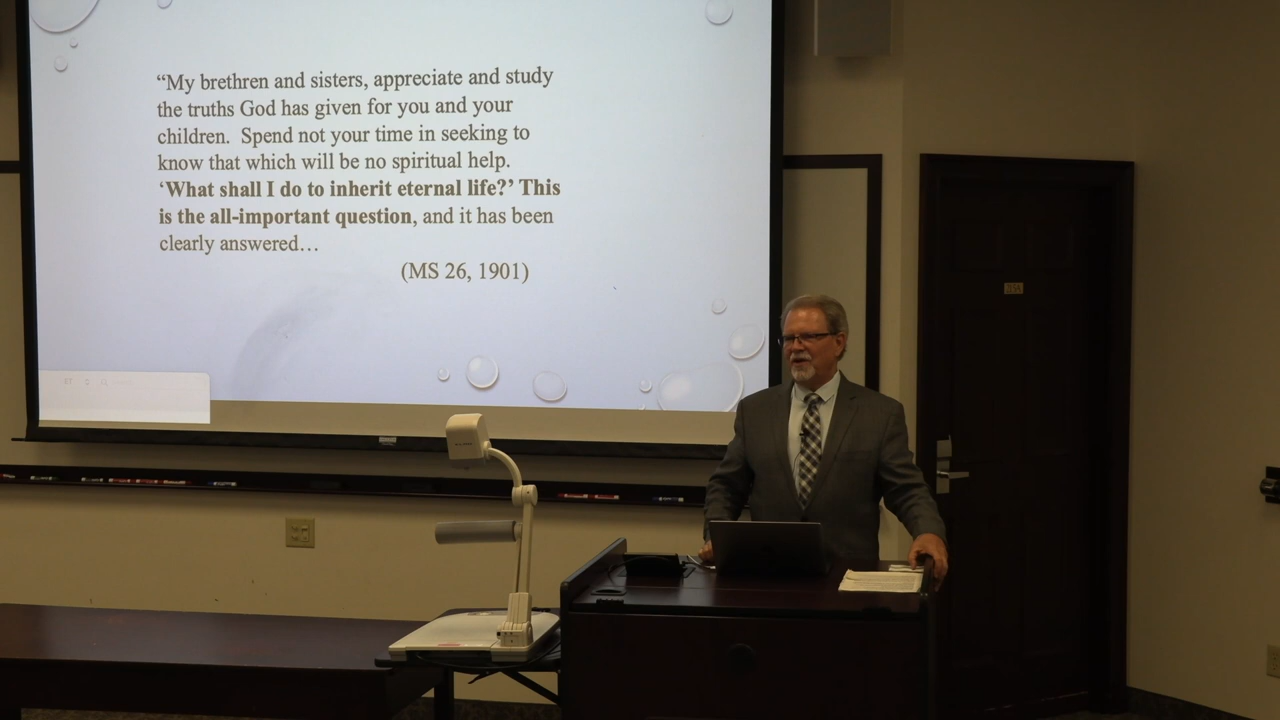 “My brethren and sisters, appreciate and study
the truths God has given for you and your
children.  Spend not your time in seeking to
know that which will be no spiritual help.
‘What shall I do to inherit eternal life?’ This
is the all-important question, and it has been
clearly answered…
(MS 26, 1901)